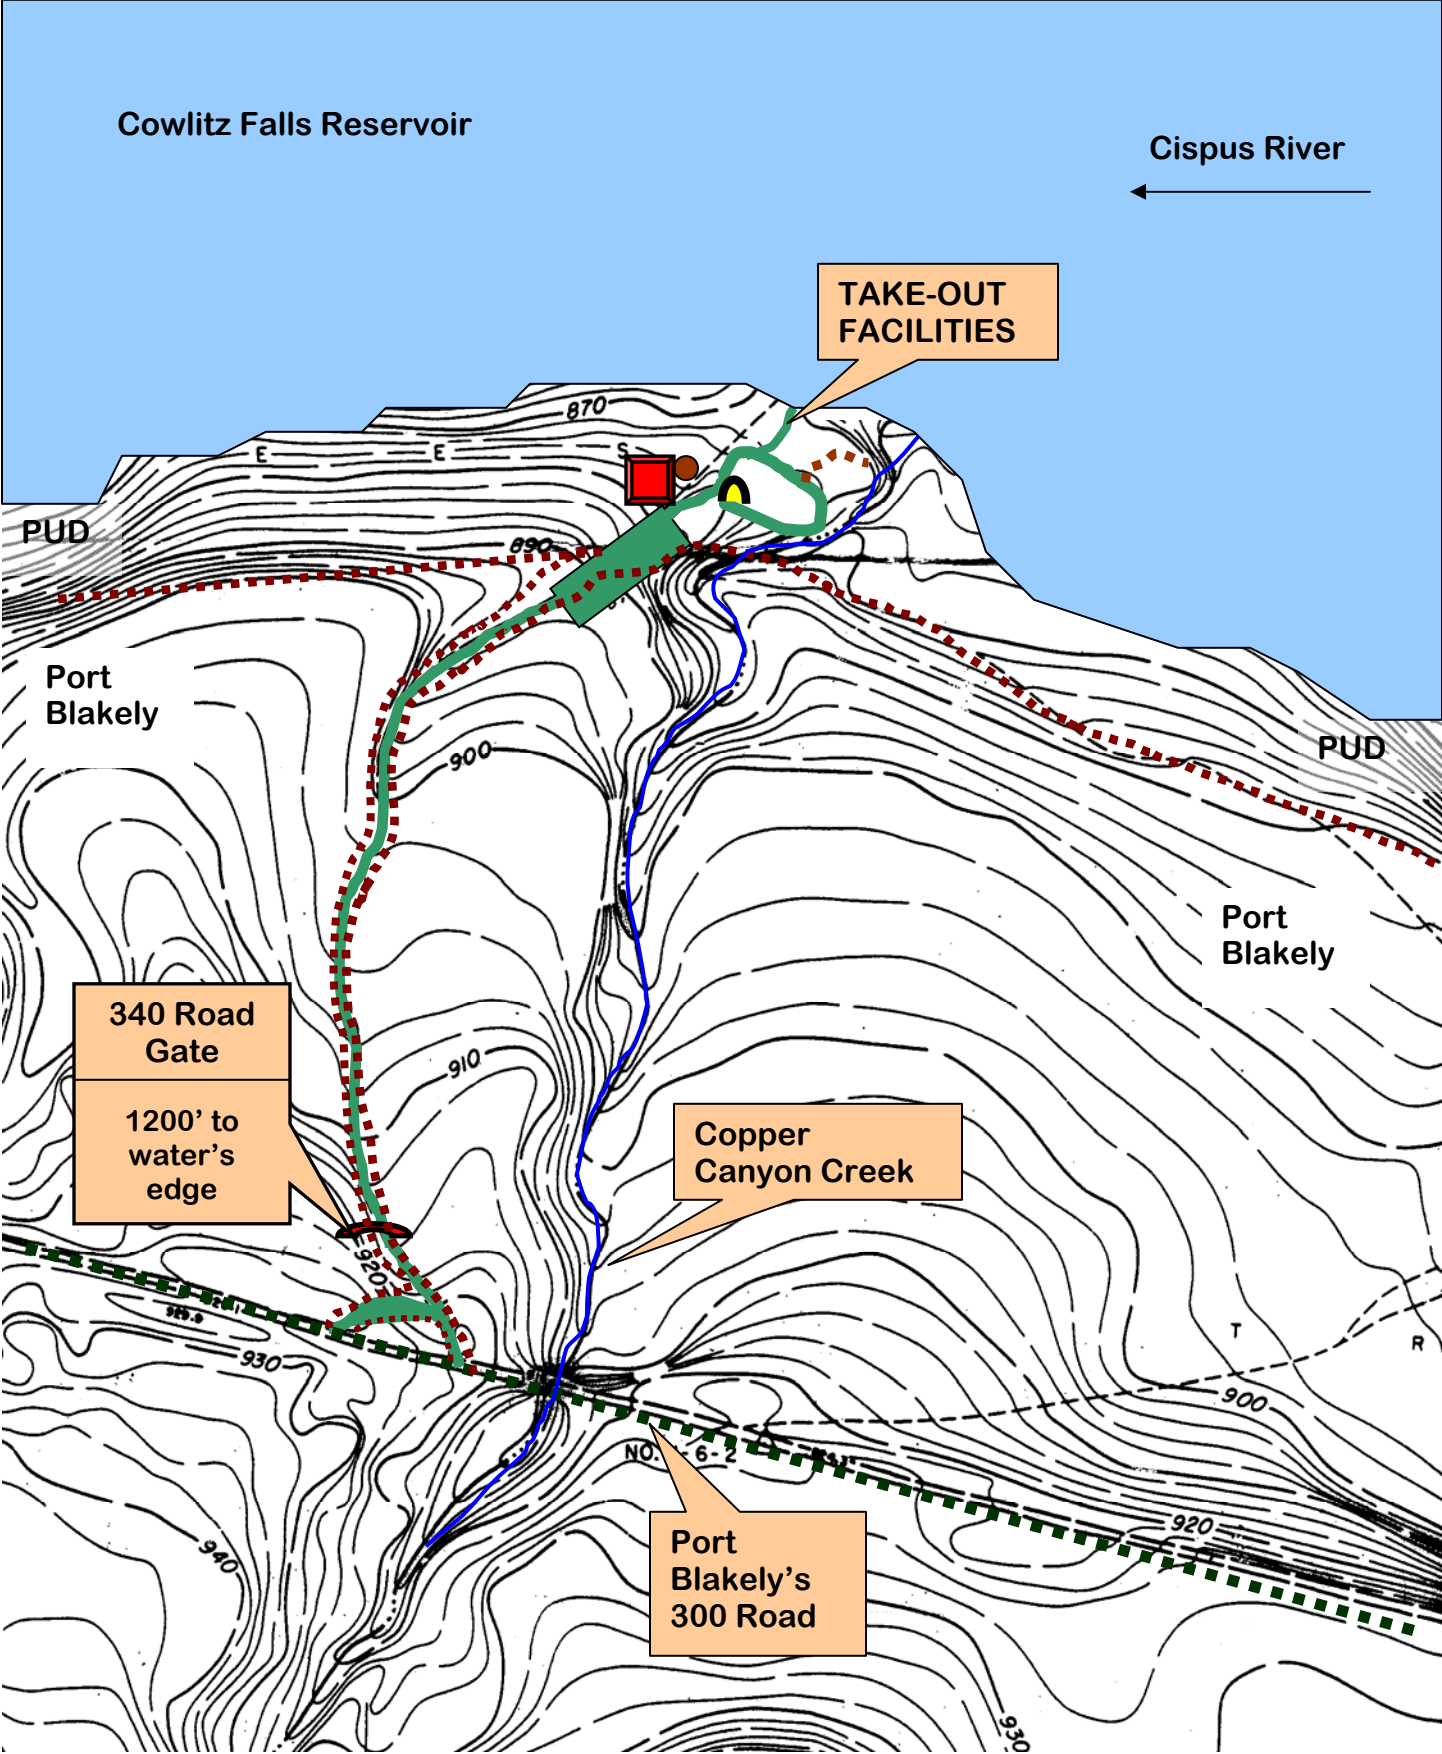 Cowlitz Falls Reservoir
Cispus River
TAKE-OUT
FACILITIES
870
E
E
S
PUD
890
Port
Blakely
900
PUD
Port
Blakely
340 Road
Gate
1200’ to
water’s
edge
910
Copper
Canyon Creek
920
930
T
R
900
NO.
6-2
920
Port
Blakely’s
300 Road
940
930